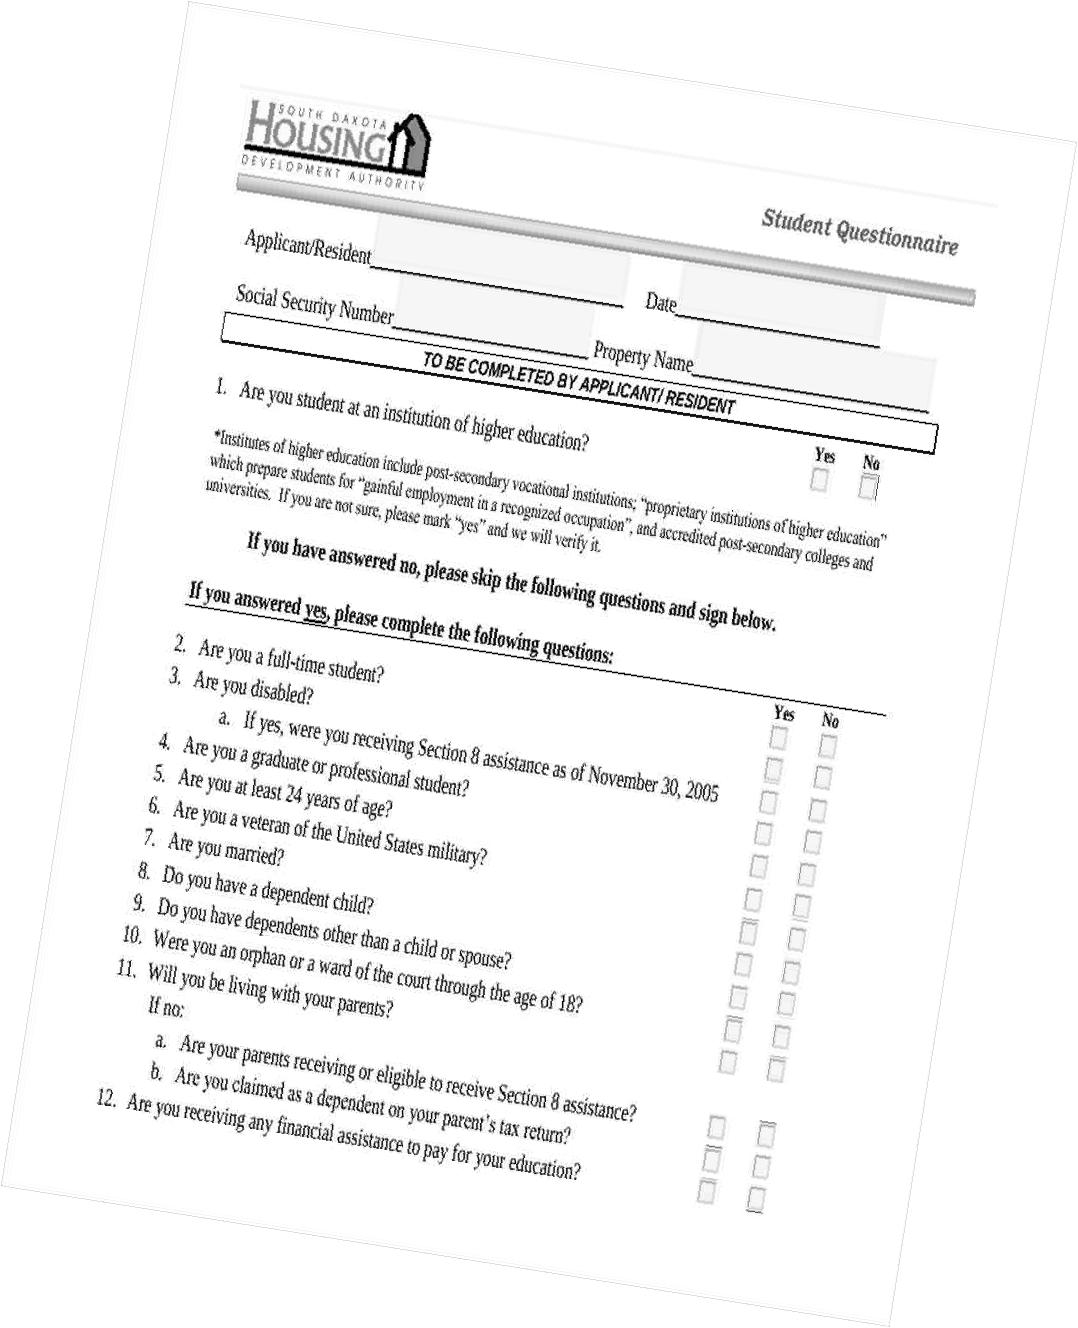 SOUTH DAKOTA
HOUSING
DEVELOPMENT AUTHORITY
Student Questionnaire
Applicant/Resident Date
Social Security Number Property Name
TO BE COMPLETED BY APPLICANT/ RESIDENT
Yes No
1. Are you student at an institution of higher education?
*Institutes of higher education include post-secondary vocational institutions; “proprietary institutions of higher education”
which prepare students for “gainful employment in a recognized occupation”, and accredited post-secondary colleges and
universities. If you are not sure, please mark “yes” and we will verify it.
If you have answered no, please skip the following questions and sign below.
If you answered yes, please complete the following questions:
Yes No
2. Are you a full-time student?
3. Are you disabled?
a. If yes, were you receiving Section 8 assistance as of November 30, 2005
4. Are you a graduate or professional student?
5. Are you at least 24 years of age?
6. Are you a veteran of the United States military?
7. Are you married?
8. Do you have a dependent child?
9. Do you have dependents other than a child or spouse?
10. Were you an orphan or a ward of the court through the age of 18?
11. Will you be living with your parents?
If no:
a. Are your parents receiving or eligible to receive Section 8 assistance?
b. Are you claimed as a dependent on your parent’s tax return?
12. Are you receiving any financial assistance to pay for your education?